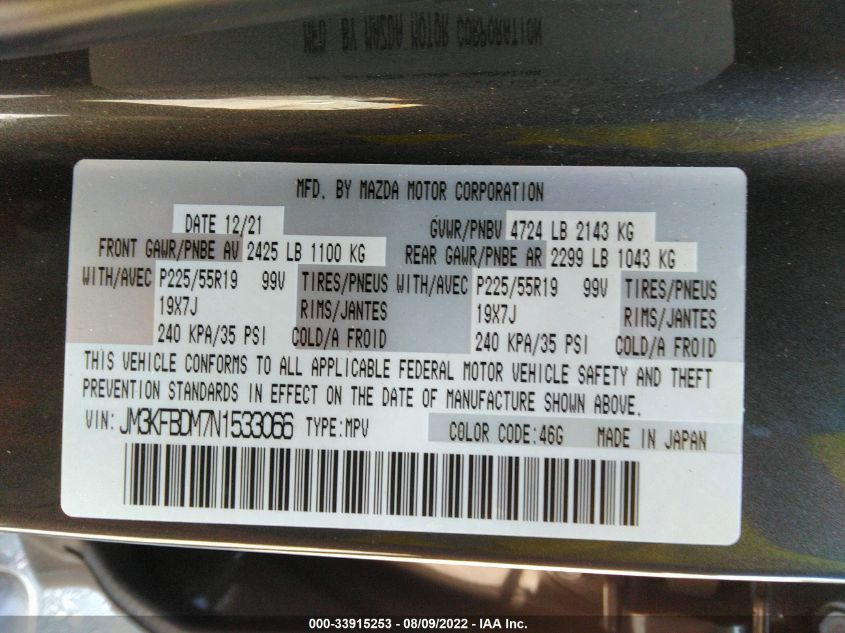 MFD. BY MAZDA MOTOR CORPORATION
MFD. BY MAZDA MOTOR CORPORATION
DATE 12/21 GVWR/PNBV 4724 LB 2143 KG
FRONT GAWR/PNBE AV 2425 LB 1100 KG REAR GAWR/PNBE AR 2299 LB 1043 KG
WITH/AVEC P225/55R19 99V TIRES/PNEUS WITH/AVEC P225/55R19 99V TIRES/PNEUS
19X7J RIMS/JANTES 19X7J RIMS/JANTES
240 KPA/35 PSI COLD/A FROID 240 KPA/35 PSI COLD/A FROID
THIS VEHICLE CONFORMS TO ALL APPLICABLE FEDERAL MOTOR VEHICLE SAFETY AND THEFT
PREVENTION STANDARDS IN EFFECT ON THE DATE OF MANUFACTURE SHOWN ABOVE.
VIN: JM3KFBDM7N1533066 TYPE:MPV COLOR CODE:46G MADE IN JAPAN
000-33915253 - 08/09/2022 - IAA Inc.